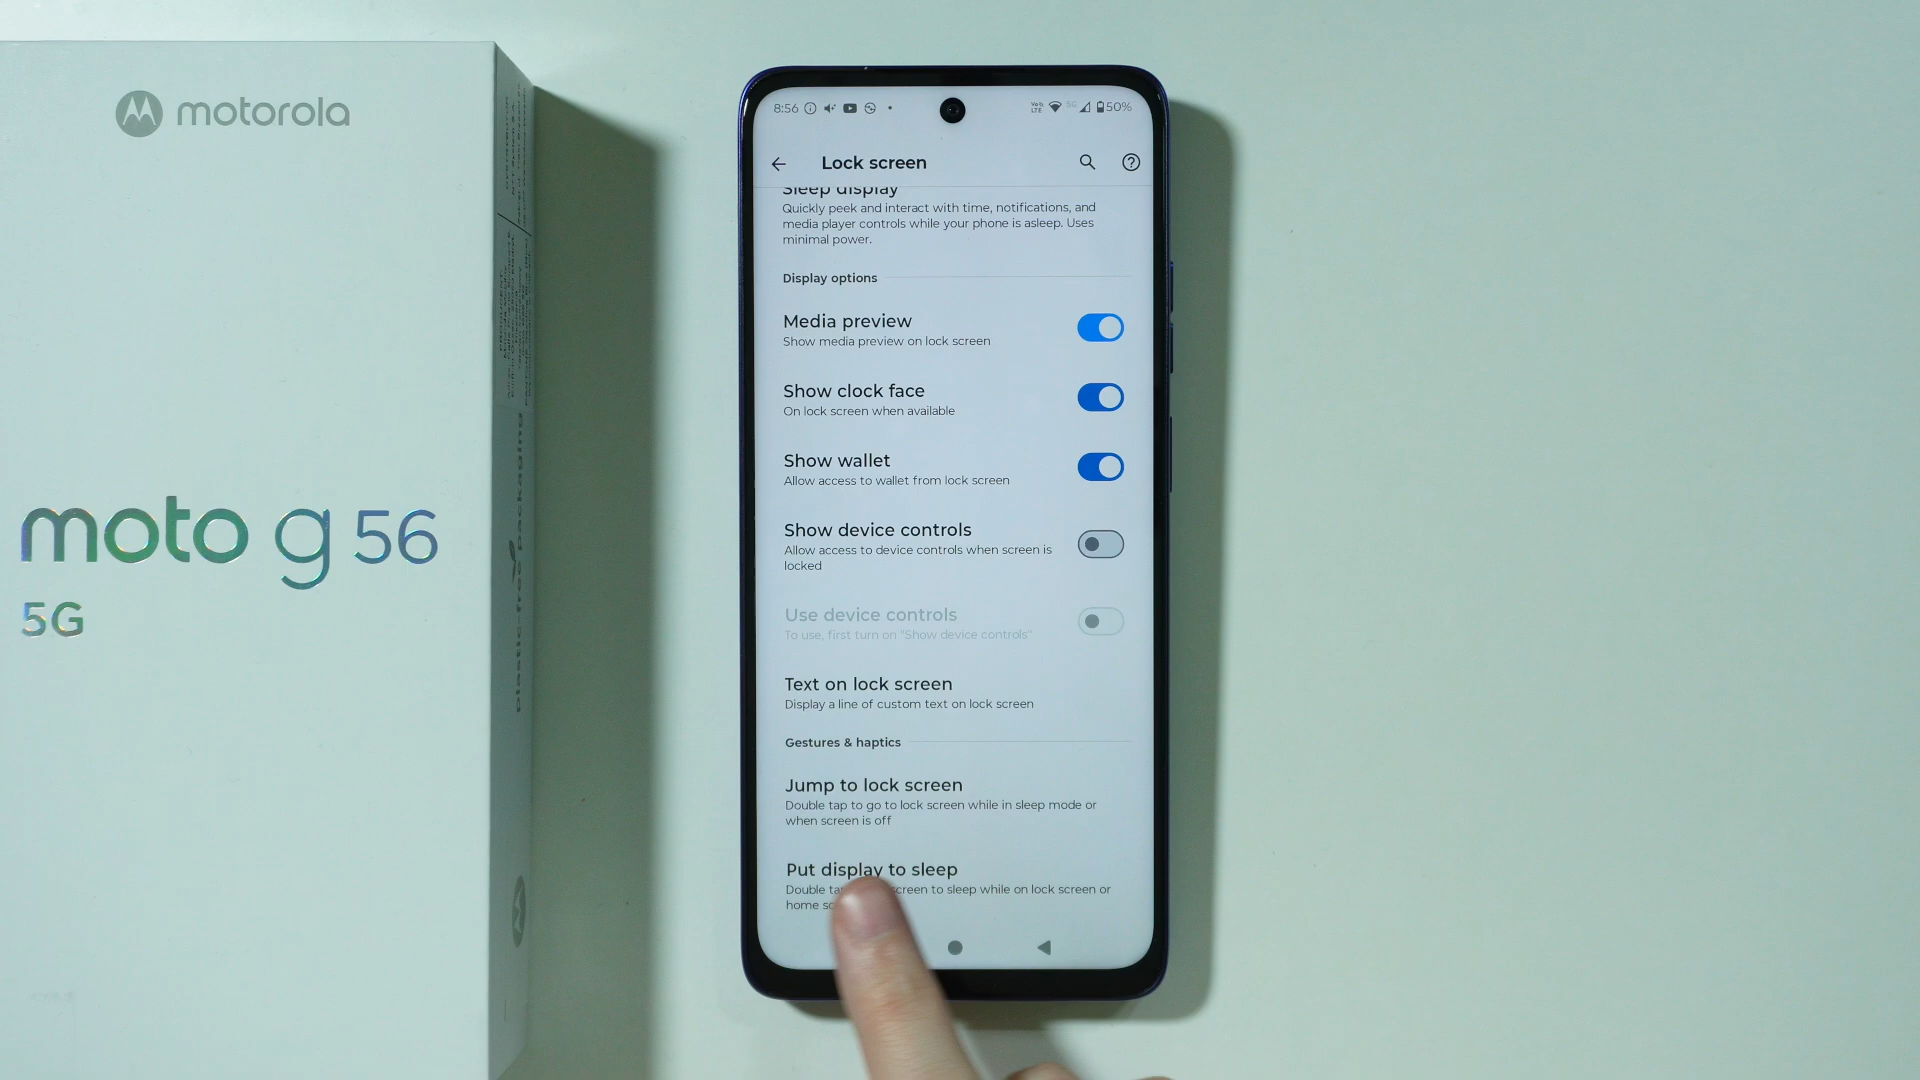 motorola
moto g 56
5G
plastic-free packaging
8:56
5G
50%
Lock screen
Sleep display
Quickly peek and interact with time, notifications, and
media player controls while your phone is asleep. Uses
minimal power.
Display options
Media preview
Show media preview on lock screen
Show clock face
On lock screen when available
Show wallet
Allow access to wallet from lock screen
Show device controls
Allow access to device controls when screen is
locked
Use device controls
To use, first turn on "Show device controls"
Text on lock screen
Display a line of custom text on lock screen
Gestures & haptics
Jump to lock screen
Double tap to go to lock screen while in sleep mode or
when screen is off
Put display to sleep
Double screen to sleep while on lock screen or
home